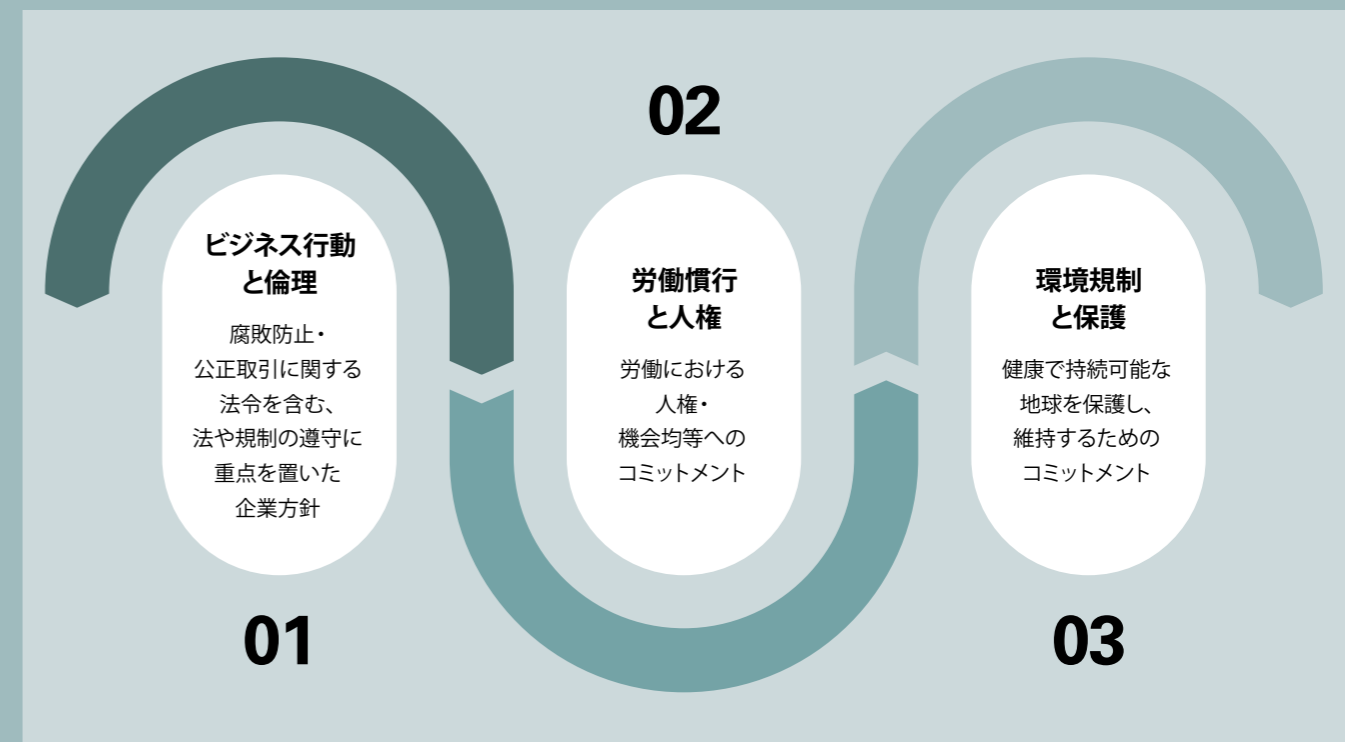 ビジネス行動
と倫理
腐敗防止・
公正取引に関する
法令を含む、
法や規制の遵守に
重点を置いた
企業方針
01
02
労働慣行
と人権
労働における
人権・
機会均等への
コミットメント
環境規制
と保護
健康で持続可能な
地球を保護し、
維持するための
コミットメント
03